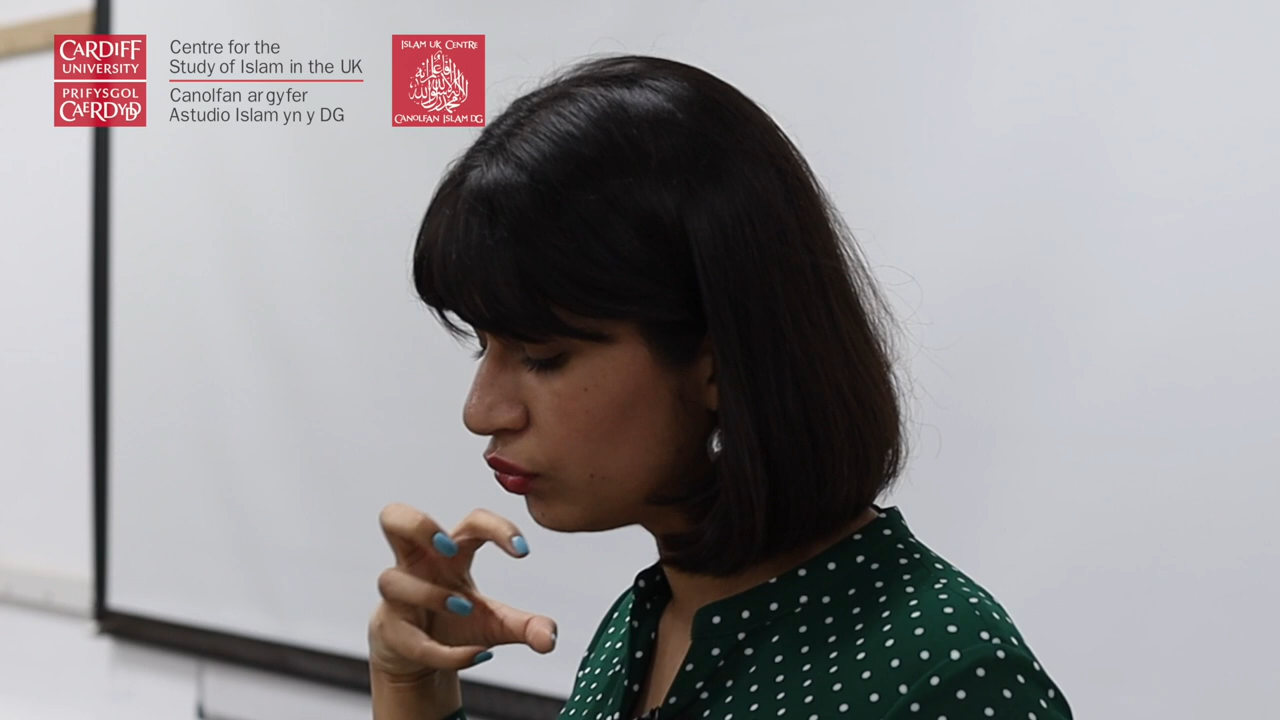 CARDIFF
UNIVERSITY
PRIFYSGOL
CAERDYDD
Centre for the
Study of Islam in the UK
Canolfan ar gyfer
Astudio Islam yn y DG
ISLAM UK CENTRE
CANOLFAN ISLAM DG